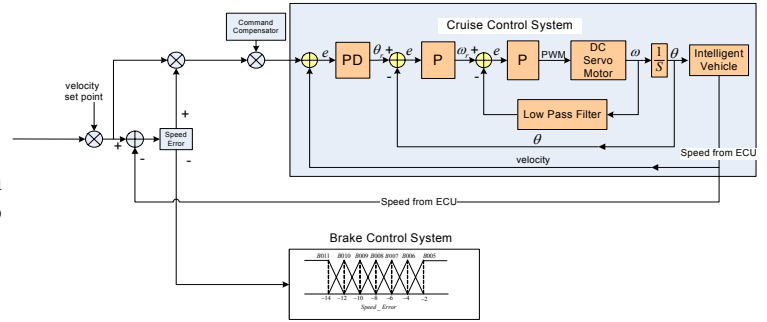 Command
Compensator
Cruise Control System
velocity
set point
e
PD
θr
+
-
e
P
ωr
+
-
e
P
PWM
DC
Servo
Motor
ω
1
S
θ
Intelligent
Vehicle
Low Pass Filter
θ
velocity
Speed from ECU
+
-
Speed
Error
+
-
Speed from ECU
Brake Control System
B011 B010 B009 B008 B007 B006 B005
-14 -12 -10 -8 -6 -4 -2
Speed_Error